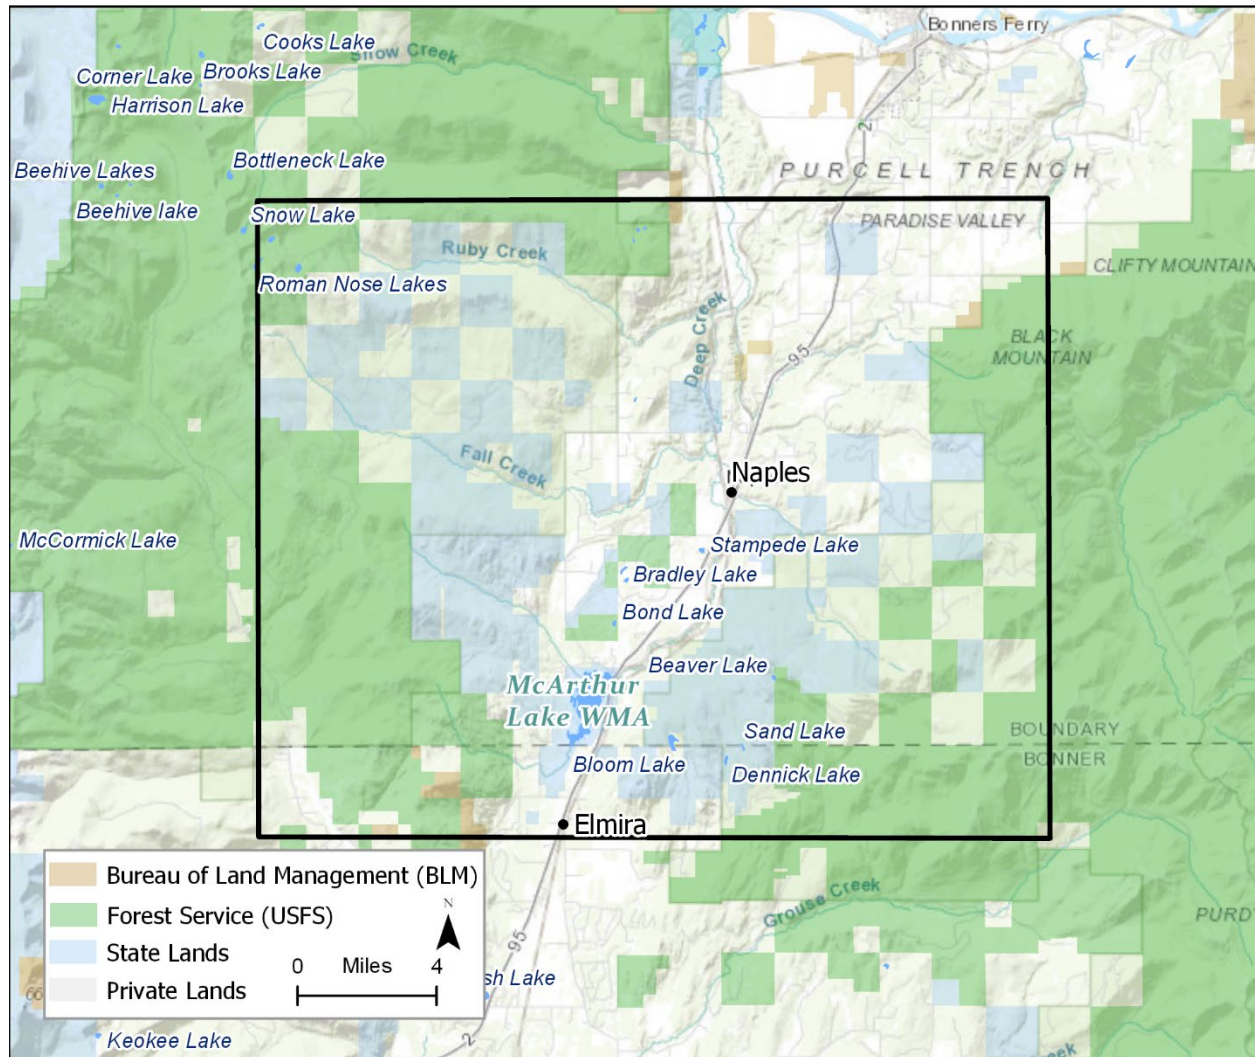 Bonners Ferry
Cooks Lake
Snow Creek
Corner Lake
Brooks Lake
Harrison Lake
2
Bottleneck Lake
Beehive Lakes
PURCELL TRENCH
Beehive lake
Snow Lake
PARADISE VALLEY
Ruby Creek
CLIFTY MOUNTAIN
Roman Nose Lakes
Deep Creek
95
BLACK
MOUNTAIN
Fall Creek
Naples
McCormick Lake
Stampede Lake
Bradley Lake
Bond Lake
Beaver Lake
McArthur
Lake WMA
Sand Lake
BOUNDARY
BONNER
Bloom Lake
Dennick Lake
Elmira
Bureau of Land Management (BLM)
Forest Service (USFS)
State Lands
Private Lands
N
0 Miles 4
Grouse Creek
PURDY
95
sh Lake
2
Keokee Lake